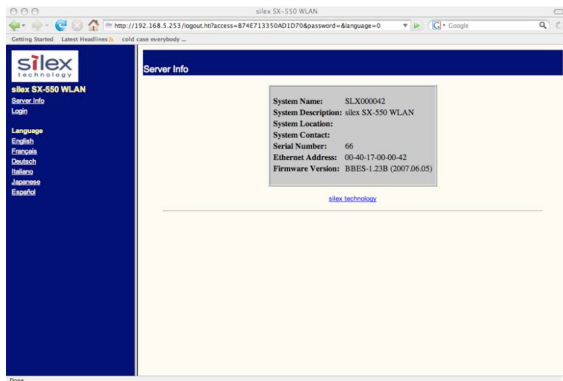 silex SX-550 WLAN
http://192.168.5.253/logout.htl?access=874E713350AD1D70&password=&language=0
Google
Getting Started Latest Headlines cold case everybody ...
silex
technology
silex SX-550 WLAN
Server Info
Login
Language
English
Français
Deutsch
Italiano
Japanese
Español
Server Info
System Name: SLX000042
System Description: silex SX-550 WLAN
System Location:
System Contact:
Serial Number: 66
Ethernet Address: 00-40-17-00-00-42
Firmware Version: BBES-1.23B (2007.06.05)
silex technology
Done